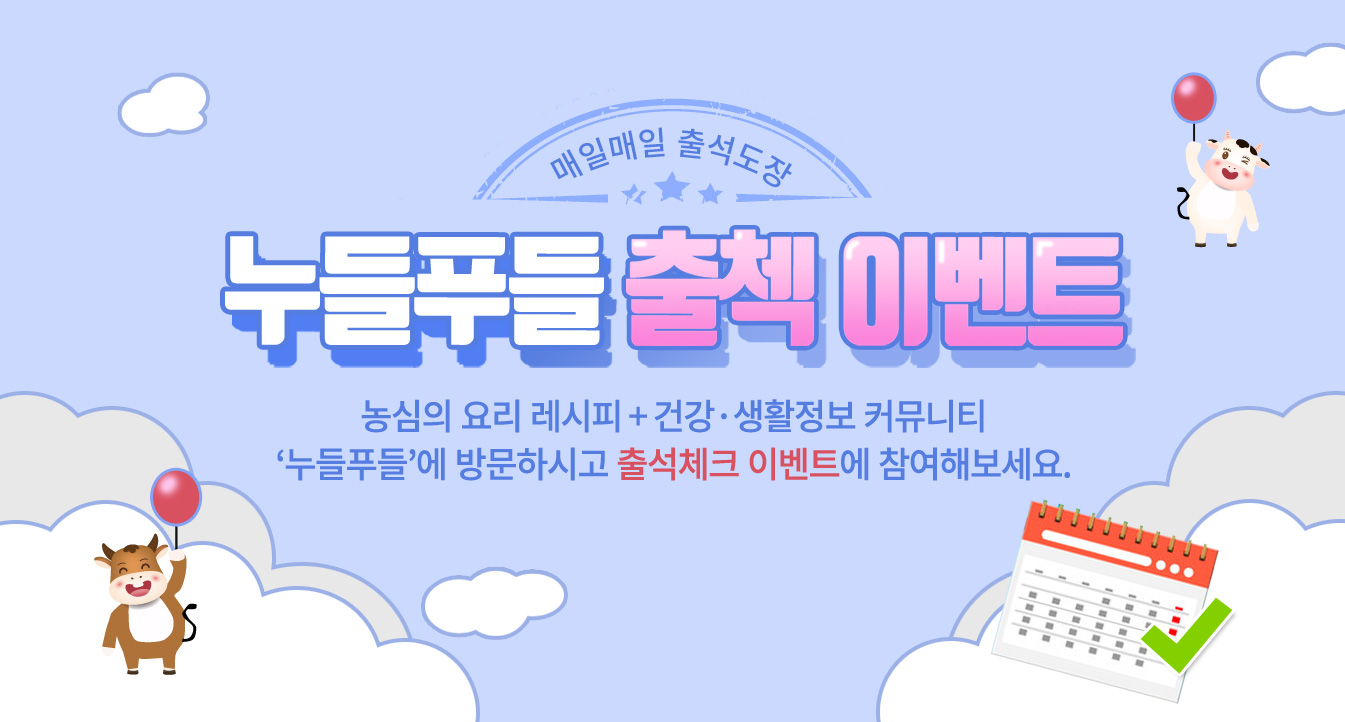 매일매일 출석도장
누들푸들 출첵 이벤트
농심의 요리 레시피 + 건강·생활정보 커뮤니티
‘누들푸들’에 방문하시고 출석체크 이벤트에 참여해보세요.